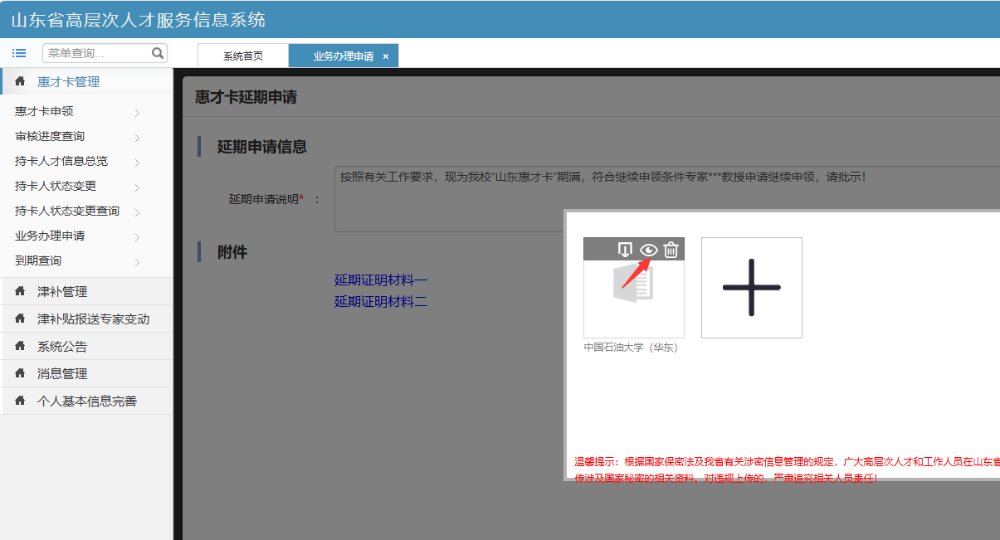 山东省高层次人才服务信息系统
菜单查询...
系统首页
业务办理申请 ×
惠才卡管理
惠才卡申领
审核进度查询
持卡人才信息总览
持卡人状态变更
持卡人状态变更查询
业务办理申请
到期查询
津补管理
津补贴报送专家变动
系统公告
消息管理
个人基本信息完善
惠才卡延期申请
延期申请信息
延期申请说明* ：
按照有关工作要求，现为我校“山东惠才卡”期满，符合继续申领条件专家***教授申请继续申领，请批示！
附件
延期证明材料一
延期证明材料二
中国石油大学（华东）
温馨提示：根据国家保密法及我省有关涉密信息管理的规定，广大高层次人才和工作人员在山东省
传涉及国家秘密的相关资料。对违规上传的，严肃追究相关人员责任！